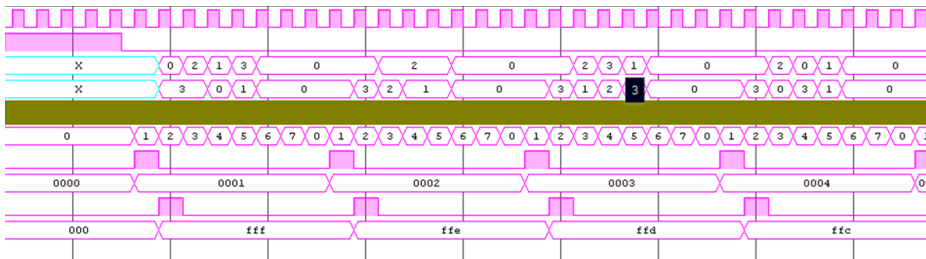 X 0 2 1 3 0 2 0 2 3 1 0 2 0 1 0
X 3 0 1 0 3 2 1 0 3 1 2 3 0 3 0 3 1 0
0 1 2 3 4 5 6 7 0 1 2 3 4 5 6 7 0 1 2 3 4 5 6 7 0 1 2 3 4 5 6 7 0
0000 0001 0002 0003 0004
000 fff ffe ffd ffc